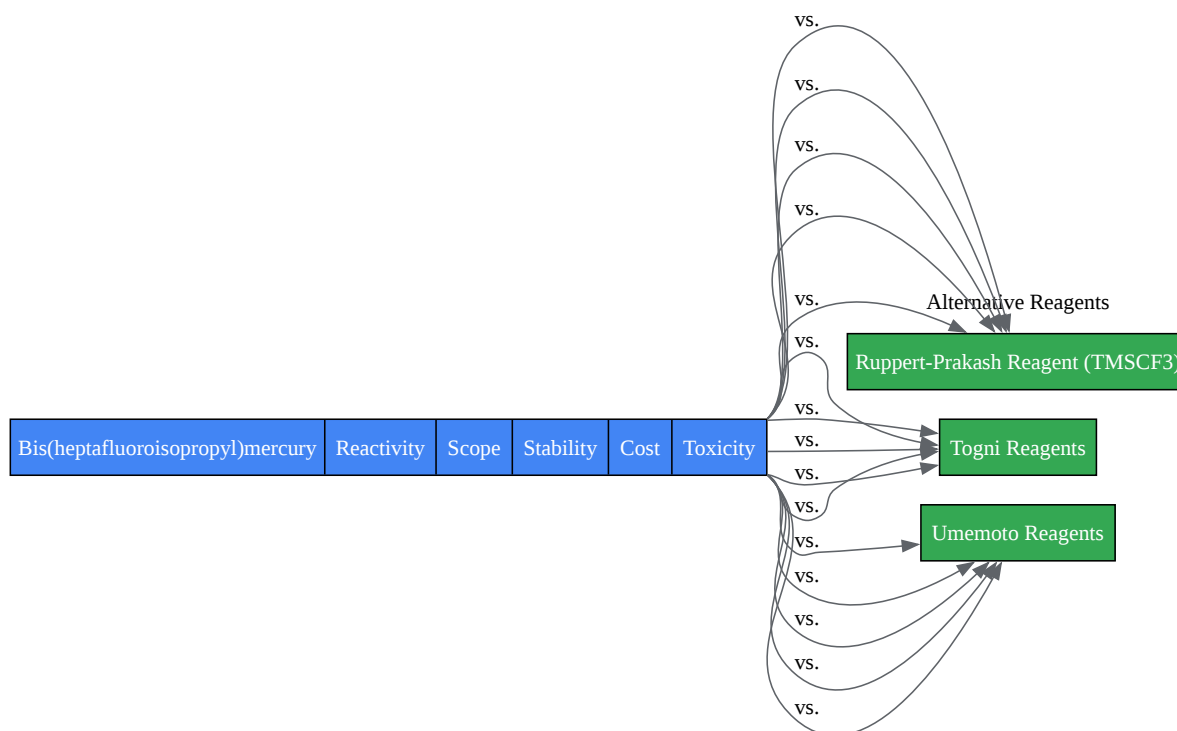 vs.
vs.
vs.
vs.
vs.
Alternative Reagents
vs.
Ruppert-Prakash Reagent (TMSCF3)
vs.
Bis(heptafluoroisopropyl)mercury
Reactivity
Scope
Stability
Cost
Toxicity
vs.
Togni Reagents
vs.
vs.
Umemoto Reagents
vs.
vs.
vs.
vs.
vs.